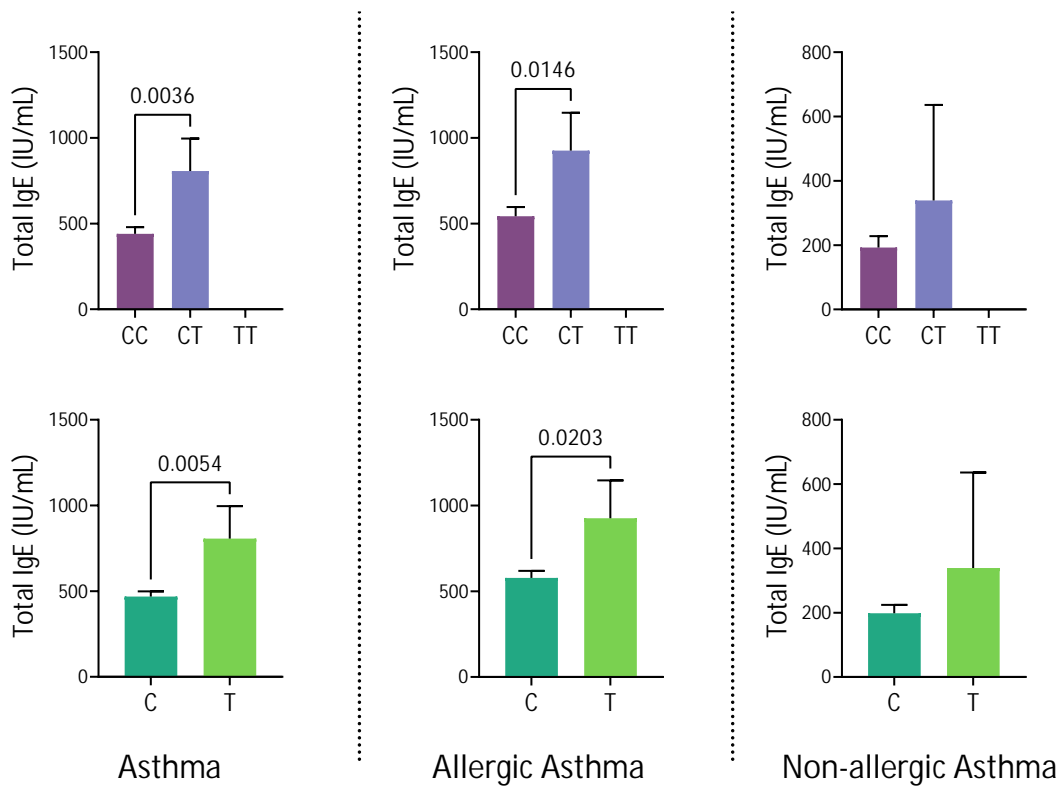 Total IgE (IU/mL)
1500
1000
500
0
0.0036
CC CT TT
Total IgE (IU/mL)
1500
1000
500
0
0.0146
CC CT TT
Total IgE (IU/mL)
800
600
400
200
0
CC CT TT
Total IgE (IU/mL)
1500
1000
500
0
0.0054
C T
Total IgE (IU/mL)
1500
1000
500
0
0.0203
C T
Total IgE (IU/mL)
800
600
400
200
0
C T
Asthma
Allergic Asthma
Non-allergic Asthma